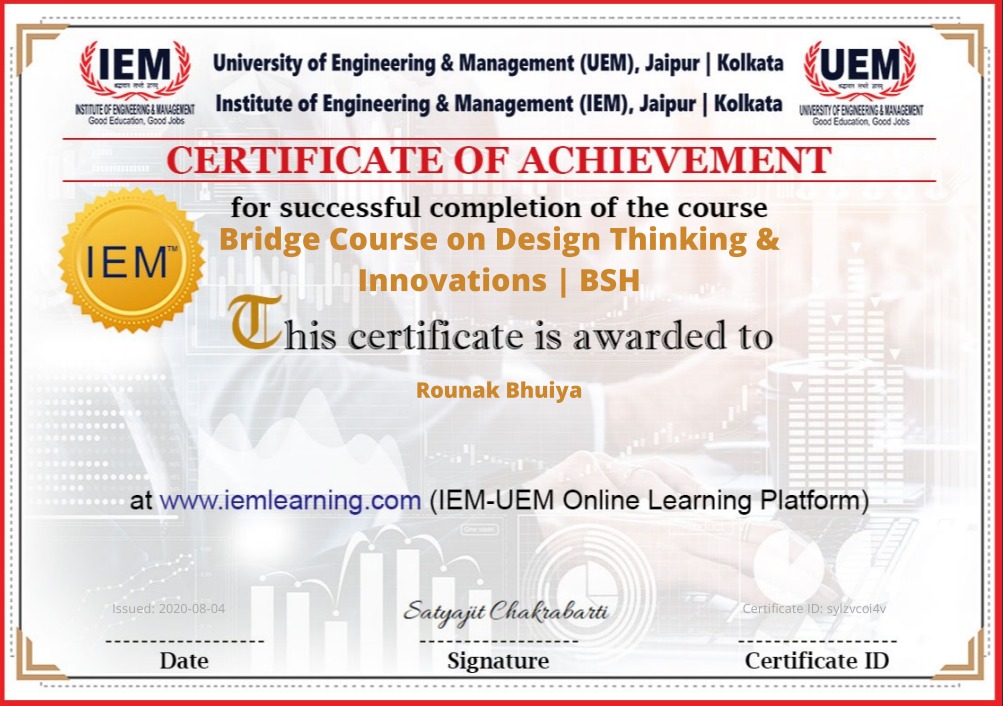 IEM
INSTITUTE OF ENGINEERING & MANAGEMENT
Good Education, Good Jobs
University of Engineering & Management (UEM), Jaipur | Kolkata
Institute of Engineering & Management (IEM), Jaipur | Kolkata
UEM
UNIVERSITY OF ENGINEERING & MANAGEMENT
Good Education, Good Jobs
CERTIFICATE OF ACHIEVEMENT
IEM™
for successful completion of the course
Bridge Course on Design Thinking &
Innovations | BSH
This certificate is awarded to
Rounak Bhuiya
at www.iemlearning.com (IEM-UEM Online Learning Platform)
Issued: 2020-08-04
Satyajit Chakrabarti
Certificate ID: sylzvcoi4v
Date
Signature
Certificate ID